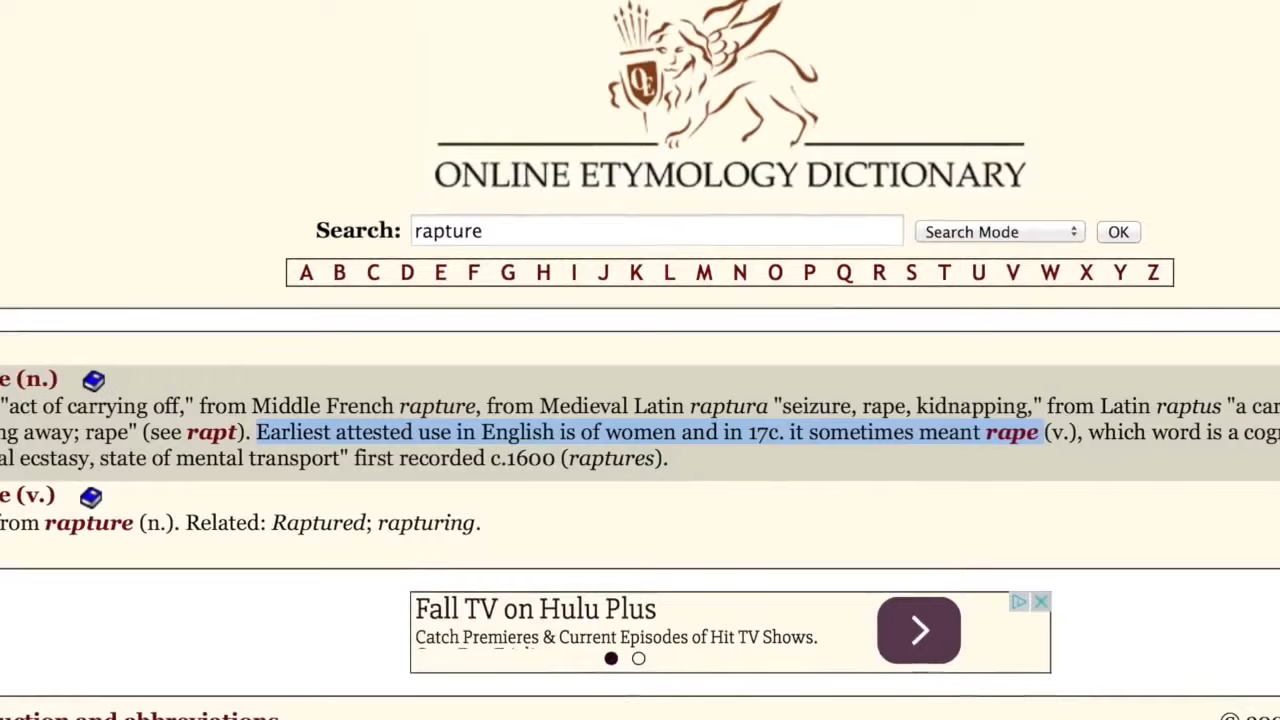 OE
ONLINE ETYMOLOGY DICTIONARY
Search: rapture Search Mode OK
A B C D E F G H I J K L M N O P Q R S T U V W X Y Z
e (n.)
"act of carrying off," from Middle French rapture, from Medieval Latin raptura "seizure, rape, kidnapping," from Latin raptus "a
ng away; rape" (see rapt). Earliest attested use in English is of women and in 17c. it sometimes meant rape (v.), which word is a
al ecstasy, state of mental transport" first recorded c.1600 (raptures).
e (v.)
from rapture (n.). Related: Raptured; rapturing.
Fall TV on Hulu Plus
Catch Premieres & Current Episodes of Hit TV Shows.
and abbreviations